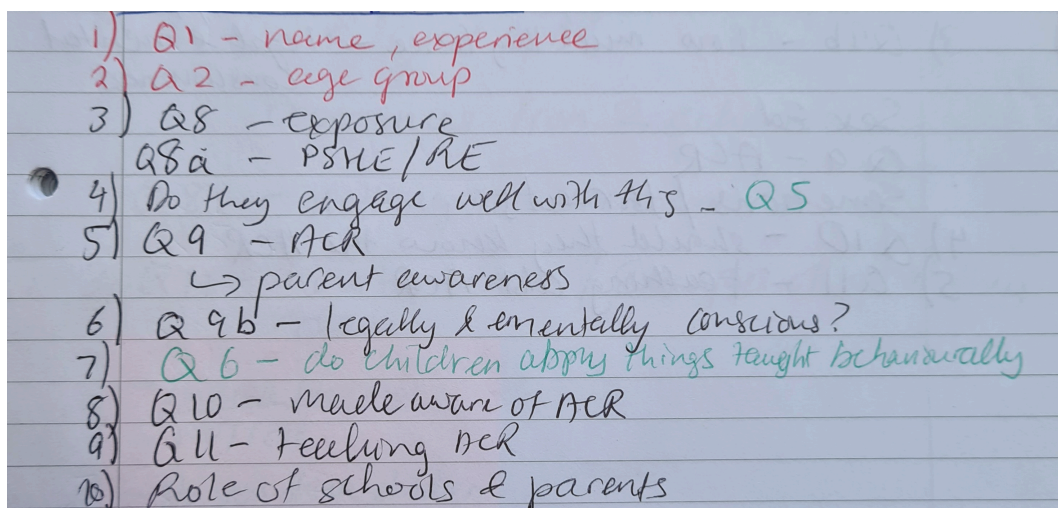 1) Q1 - name, experience
2) Q2 - age group
3) Q8 - exposure
Q8a - PSHE/RE
4) Do they engage well with this - Q5
5) Q9 - ACR
↳ parent awareness
6) Q9b - legally & ementally conscious?
7) Q6 - do children apply things taught behaviourally
8) Q10 - made aware of ACR
9) Q11 - teaching ACR
10) Role of schools & parents